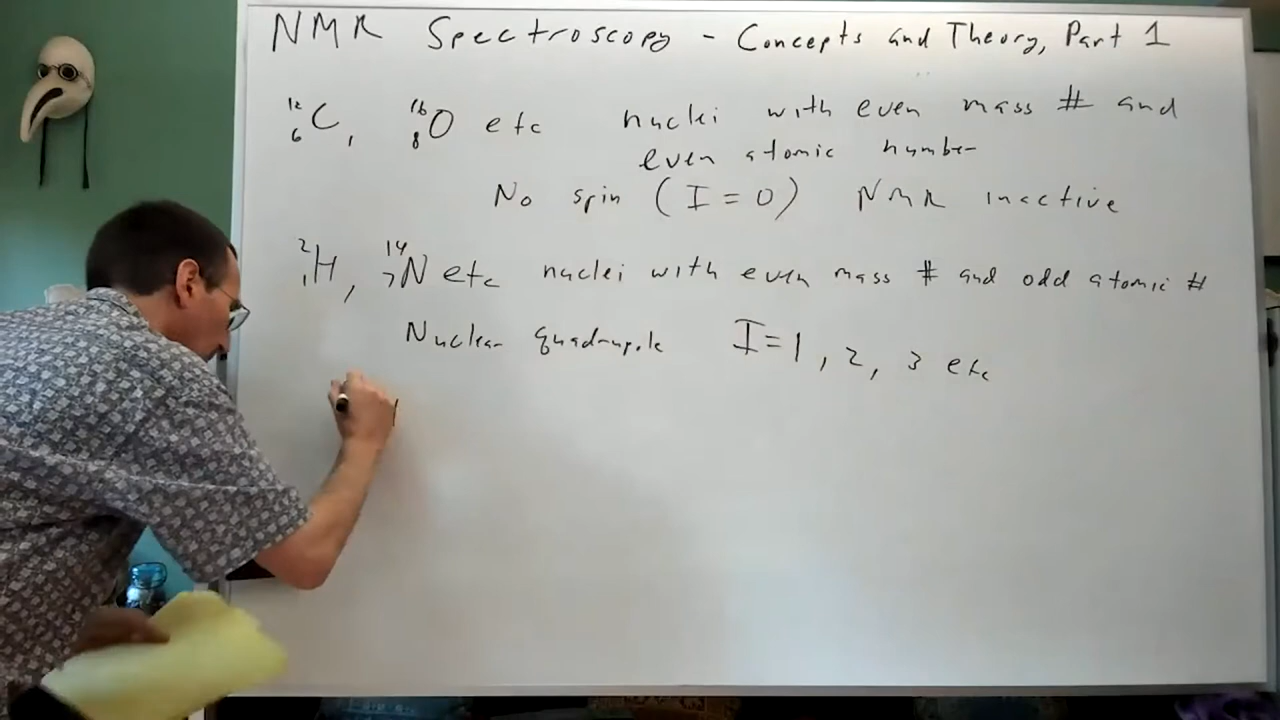 NMR Spectroscopy - Concepts and Theory, Part 1
¹²₆C, ¹⁶₈O etc nuclei with even mass # and
even atomic number
No spin (I = 0) NMR inactive
²₁H, ¹⁴₇N etc nuclei with even mass # and odd atomic #
Nuclear quadrupole I=1, 2, 3 etc